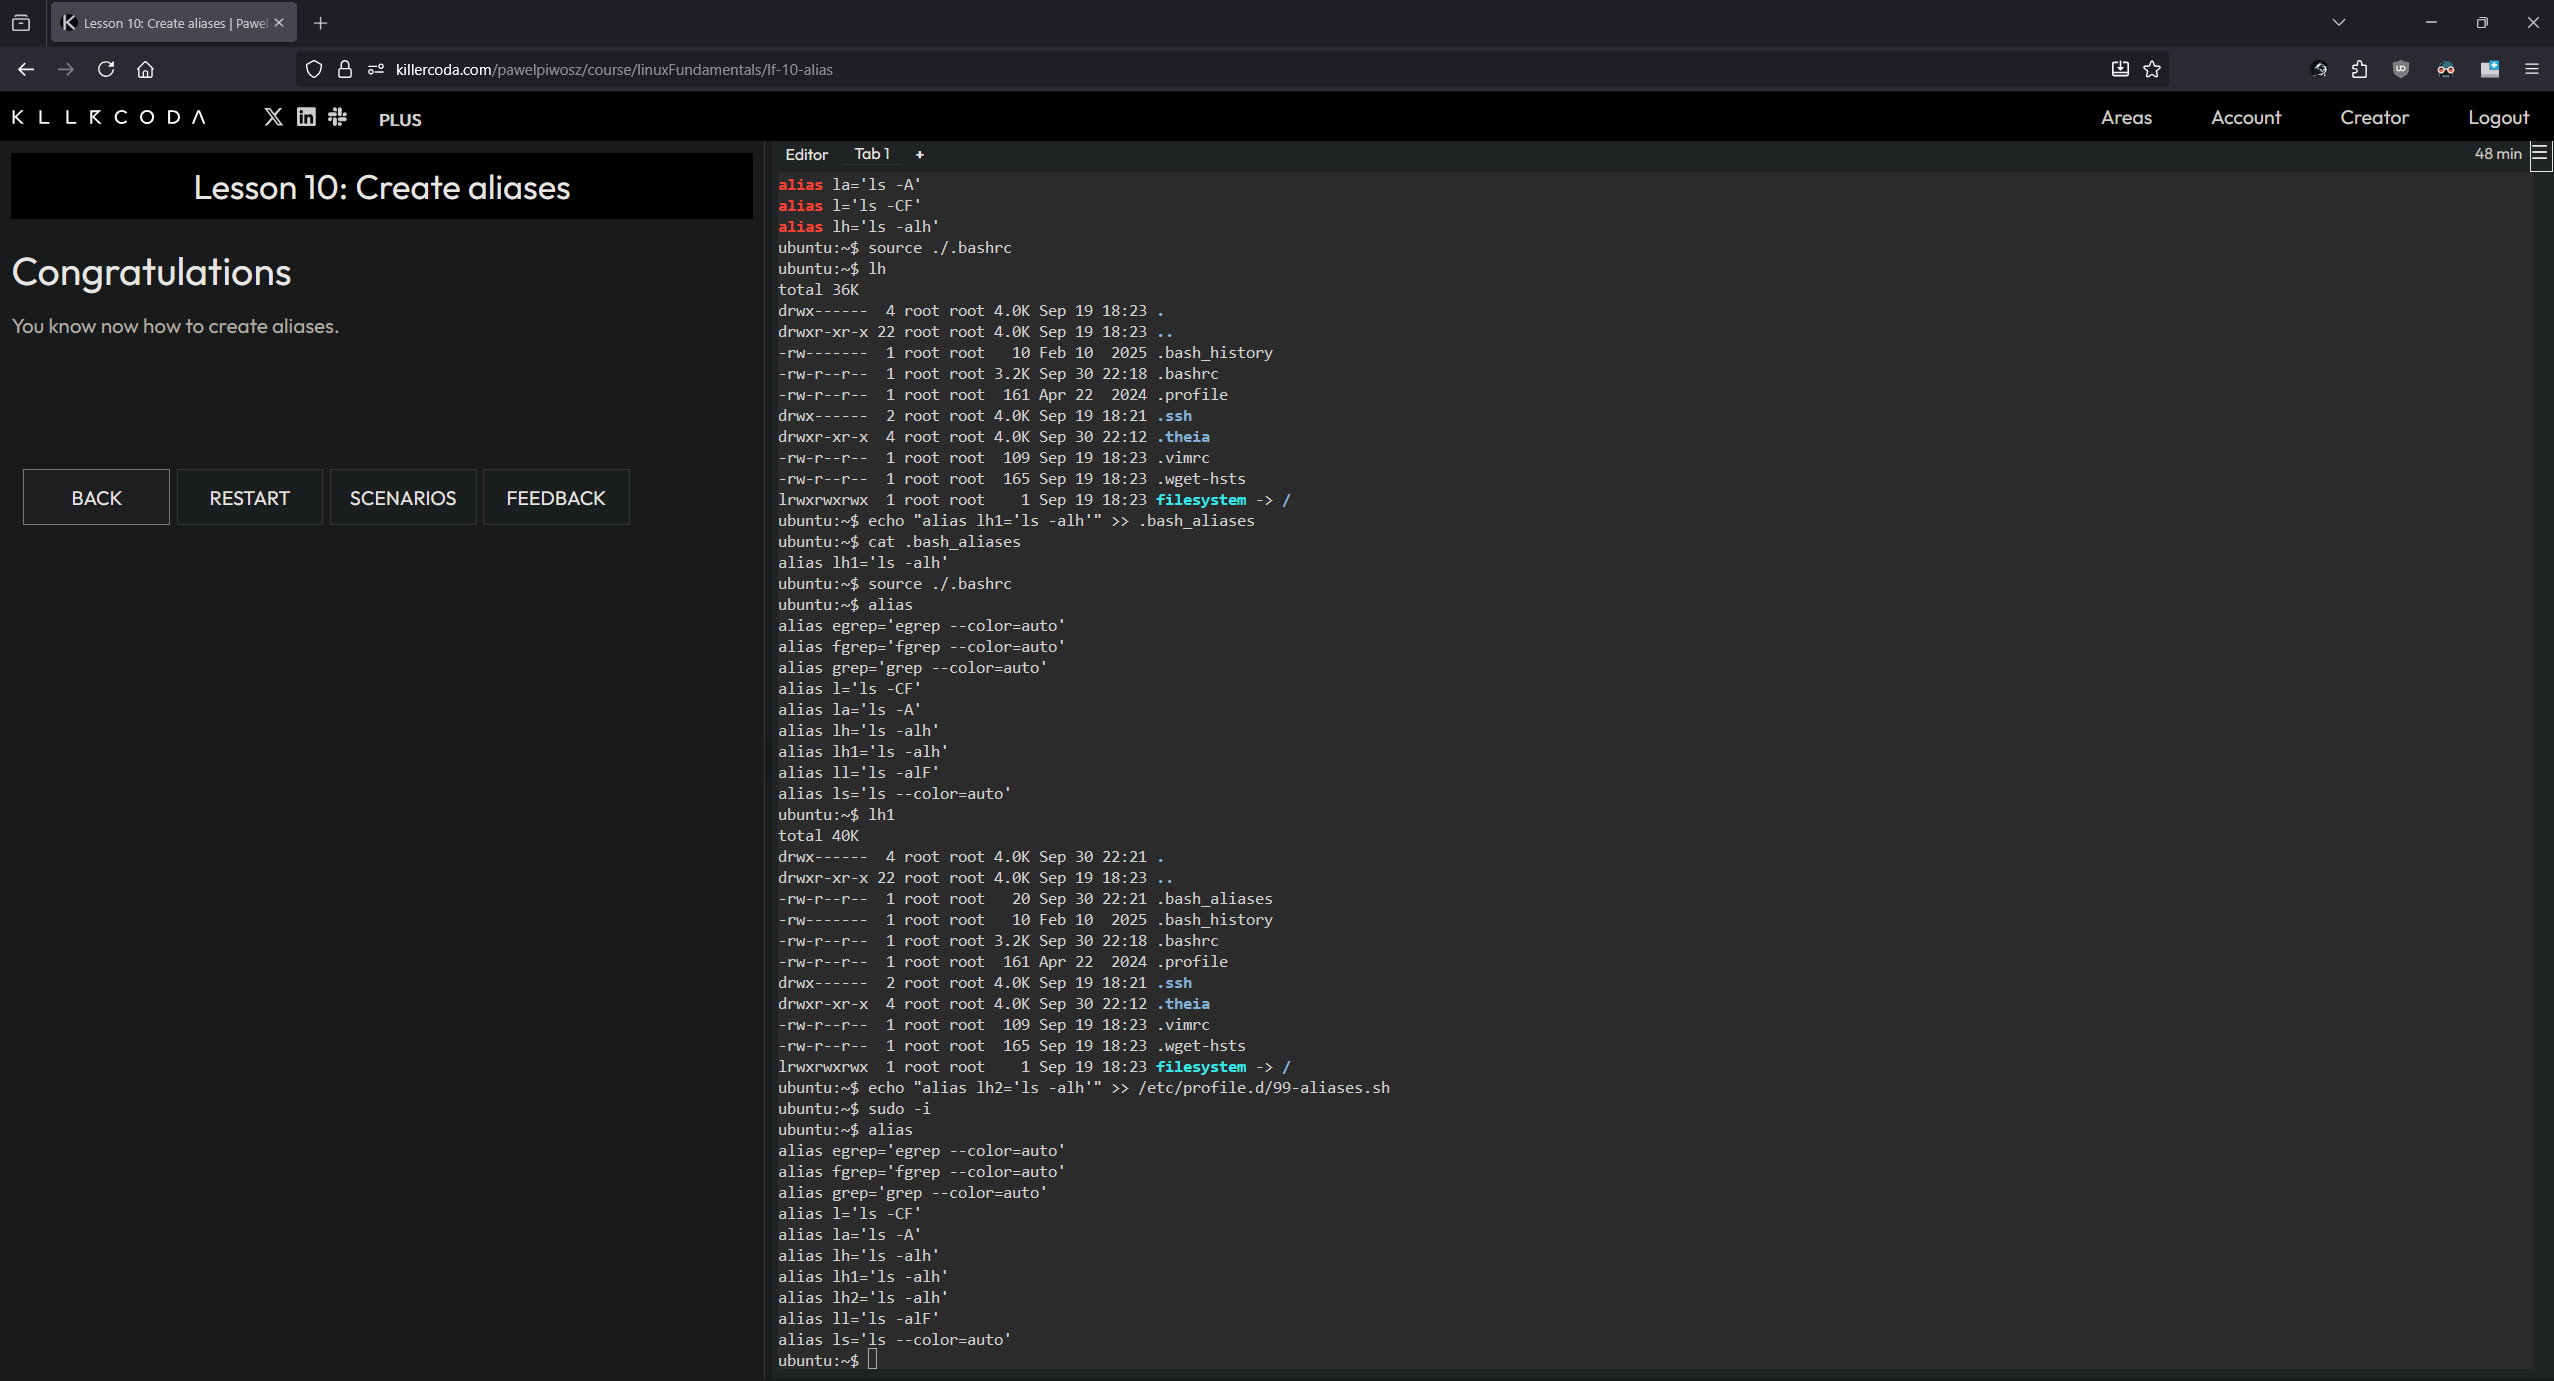 Lesson 10: Create aliases | Pawel
killercoda.com/pawelpiwosz/course/linuxFundamentals/lf-10-alias
KLLRCODA PLUS Areas Account Creator Logout
Lesson 10: Create aliases
Congratulations
You know now how to create aliases.
BACK RESTART SCENARIOS FEEDBACK
Editor Tab 1 + 48 min
alias la='ls -A'
alias l='ls -CF'
alias lh='ls -alh'
ubuntu:~$ source ./.bashrc
ubuntu:~$ lh
total 36K
drwx------  4 root root 4.0K Sep 19 18:23 .
drwxr-xr-x 22 root root 4.0K Sep 19 18:23 ..
-rw-------  1 root root   10 Feb 10  2025 .bash_history
-rw-r--r--  1 root root 3.2K Sep 30 22:18 .bashrc
-rw-r--r--  1 root root  161 Apr 22  2024 .profile
drwx------  2 root root 4.0K Sep 19 18:21 .ssh
drwxr-xr-x  4 root root 4.0K Sep 30 22:12 .theia
-rw-r--r--  1 root root  109 Sep 19 18:23 .vimrc
-rw-r--r--  1 root root  165 Sep 19 18:23 .wget-hsts
lrwxrwxrwx  1 root root    1 Sep 19 18:23 filesystem -> /
ubuntu:~$ echo "alias lh1='ls -alh'" >> .bash_aliases
ubuntu:~$ cat .bash_aliases
alias lh1='ls -alh'
ubuntu:~$ source ./.bashrc
ubuntu:~$ alias
alias egrep='egrep --color=auto'
alias fgrep='fgrep --color=auto'
alias grep='grep --color=auto'
alias l='ls -CF'
alias la='ls -A'
alias lh='ls -alh'
alias lh1='ls -alh'
alias ll='ls -alF'
alias ls='ls --color=auto'
ubuntu:~$ lh1
total 40K
drwx------  4 root root 4.0K Sep 30 22:21 .
drwxr-xr-x 22 root root 4.0K Sep 19 18:23 ..
-rw-r--r--  1 root root   20 Sep 30 22:21 .bash_aliases
-rw-------  1 root root   10 Feb 10  2025 .bash_history
-rw-r--r--  1 root root 3.2K Sep 30 22:18 .bashrc
-rw-r--r--  1 root root  161 Apr 22  2024 .profile
drwx------  2 root root 4.0K Sep 19 18:21 .ssh
drwxr-xr-x  4 root root 4.0K Sep 30 22:12 .theia
-rw-r--r--  1 root root  109 Sep 19 18:23 .vimrc
-rw-r--r--  1 root root  165 Sep 19 18:23 .wget-hsts
lrwxrwxrwx  1 root root    1 Sep 19 18:23 filesystem -> /
ubuntu:~$ echo "alias lh2='ls -alh'" >> /etc/profile.d/99-aliases.sh
ubuntu:~$ sudo -i
ubuntu:~$ alias
alias egrep='egrep --color=auto'
alias fgrep='fgrep --color=auto'
alias grep='grep --color=auto'
alias l='ls -CF'
alias la='ls -A'
alias lh='ls -alh'
alias lh1='ls -alh'
alias lh2='ls -alh'
alias ll='ls -alF'
alias ls='ls --color=auto'
ubuntu:~$